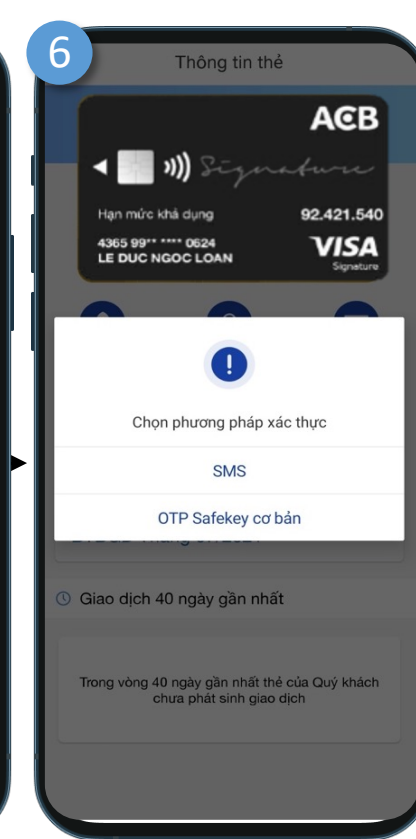 6
Thông tin thẻ
ACB
Signature
Hạn mức khả dụng 92.421.540
4365 99** **** 0624
LE DUC NGOC LOAN
VISA
Signature
Chọn phương pháp xác thực
SMS
OTP Safekey cơ bản
Giao dịch 40 ngày gần nhất
Trong vòng 40 ngày gần nhất thẻ của Quý khách
chưa phát sinh giao dịch